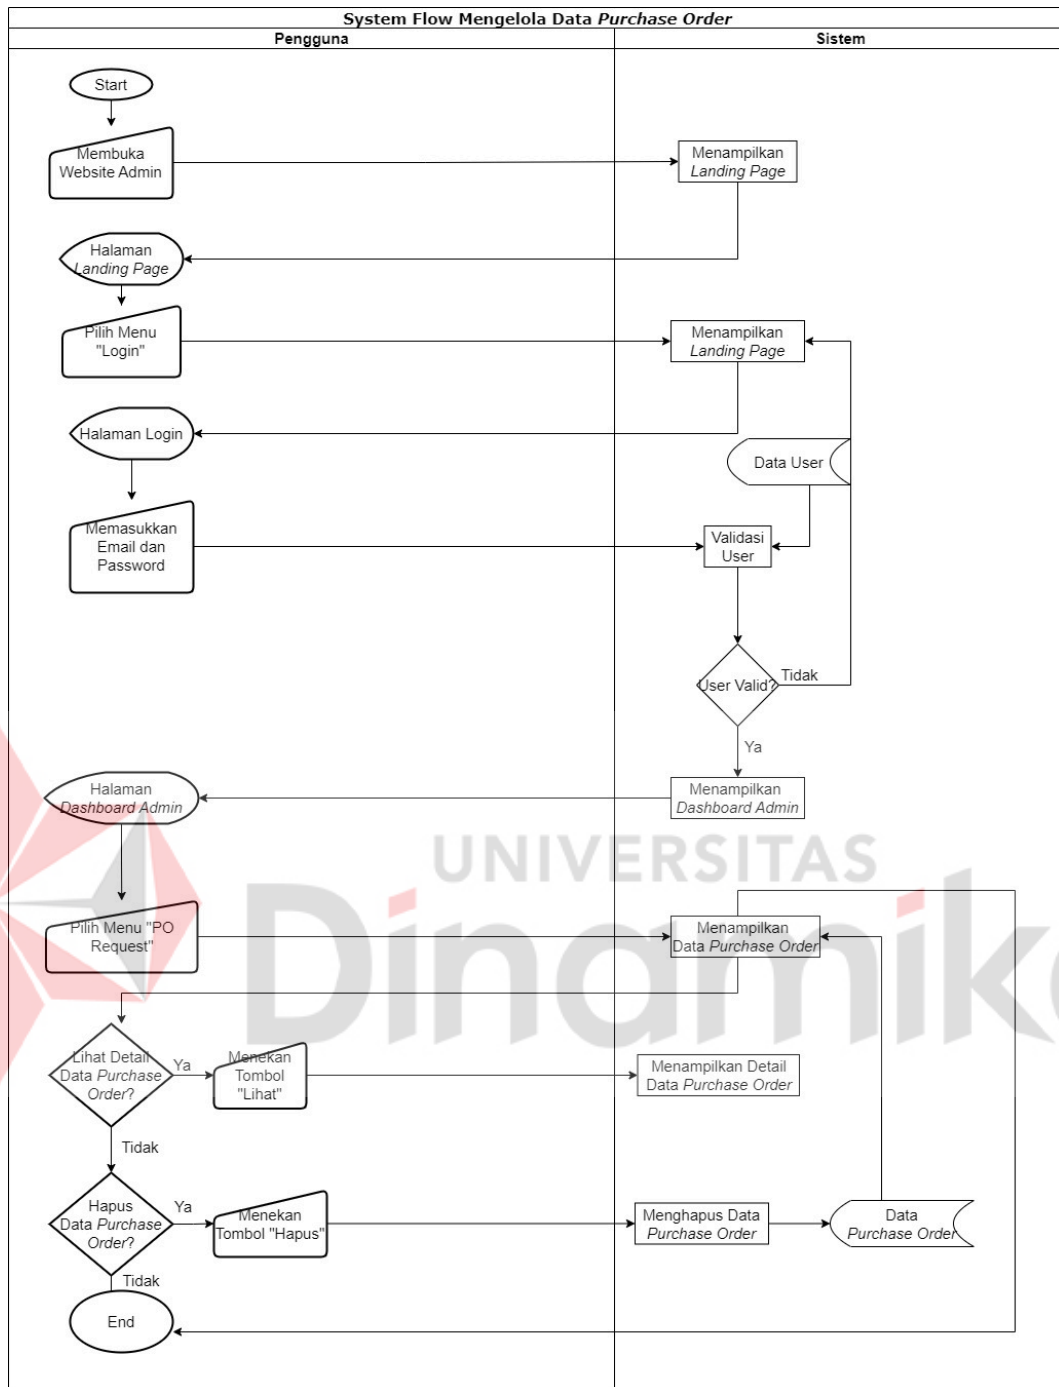 System Flow Mengelola Data Purchase Order
Pengguna
Sistem
Start
Membuka
Website Admin
Menampilkan
Landing Page
Halaman
Landing Page
Pilih Menu
"Login"
Menampilkan
Landing Page
Halaman Login
Data User
Memasukkan
Email dan
Password
Validasi
User
User Valid?
Tidak
Ya
Halaman
Dashboard Admin
Menampilkan
Dashboard Admin
UNIVERSITAS
Dinamika
Pilih Menu "PO
Request"
Menampilkan
Data Purchase Order
Lihat Detail
Data Purchase
Order?
Ya
Menekan
Tombol
"Lihat"
Menampilkan Detail
Data Purchase Order
Tidak
Hapus
Data Purchase
Order?
Ya
Menekan
Tombol "Hapus"
Menghapus Data
Purchase Order
Data
Purchase Order
Tidak
End